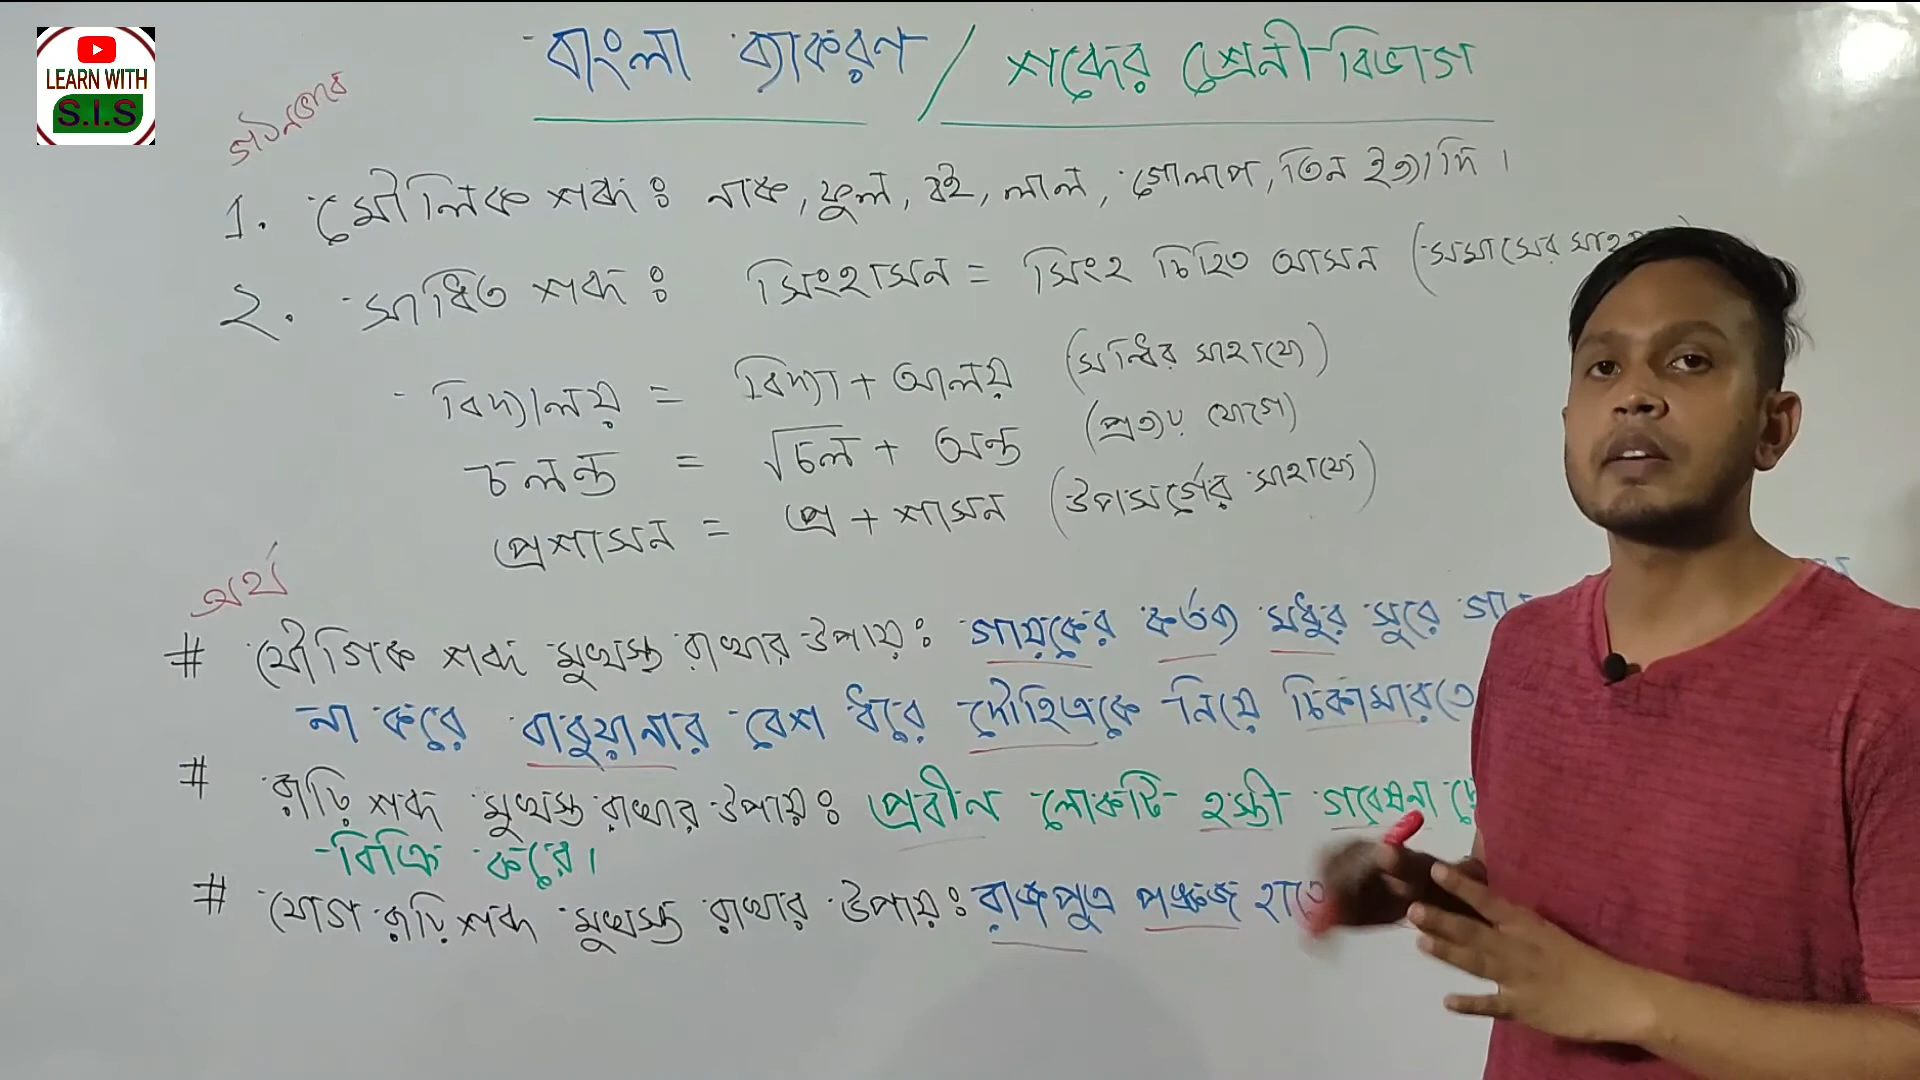 LEARN WITH
S.I.S
বাংলা ব্যাকরণ / শব্দের শ্রেনী বিভাগ
গঠনভাবে
1. মৌলিক শব্দঃ নাক, ফুল, বই, লাল, গোলাপ, তিন ইত্যাদি।
২. সাধিত শব্দঃ সিংহাসন = সিংহ চিহ্নিত আসন (সমাসের
বিদ্যালয় = বিদ্যা + আলয় (সন্ধির সাহায্যে)
চলন্ত = √চল + অন্ত (প্রত্যয় যোগে)
প্রশাসন = প্র + শাসন (উপসর্গের সাহায্যে)
অর্থ
# যৌগিক শব্দ মুখস্ত রাখার উপায়ঃ গায়কের কর্তব্য মধুর সুরে
না করে বাবুয়ানার বেশ ধরে দৌহিত্রকে নিয়ে চিকামারতে
# রূঢ়ি শব্দ মুখস্ত রাখার উপায়ঃ প্রবীন লোকটি হস্তী গবেষনা
বিক্রি করে।
# যোগ রূঢ়ি শব্দ মুখস্ত রাখার উপায়ঃ রাজপুত্র পঙ্কজ